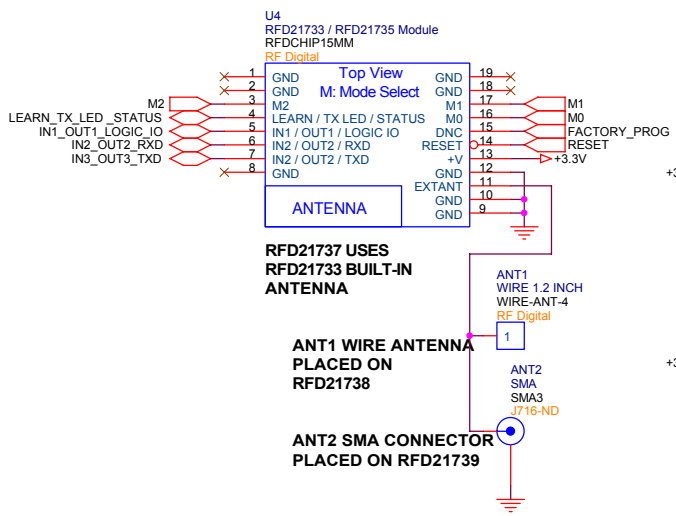 U4
RFD21733 / RFD21735 Module
RFDCHIP15MM
RF Digital
Top View
M: Mode Select
1 GND
2 GND
M2 3 M2
LEARN_TX_LED _STATUS 4 LEARN / TX LED / STATUS
IN1_OUT1_LOGIC_IO 5 IN1 / OUT1 / LOGIC IO
IN2_OUT2_RXD 6 IN2 / OUT2 / RXD
IN3_OUT3_TXD 7 IN2 / OUT2 / TXD
8 GND
GND 19
GND 18
M1 17 M1
M0 16 M0
DNC 15 FACTORY_PROG
RESET 14 RESET
+V 13 +3.3V
GND 12
EXTANT 11
GND 10
GND 9
ANTENNA
+3
RFD21737 USES
RFD21733 BUILT-IN
ANTENNA
ANT1
WIRE 1.2 INCH
WIRE-ANT-4
RF Digital
1
ANT1 WIRE ANTENNA
PLACED ON
RFD21738
+3
ANT2
SMA
SMA3
J716-ND
ANT2 SMA CONNECTOR
PLACED ON RFD21739